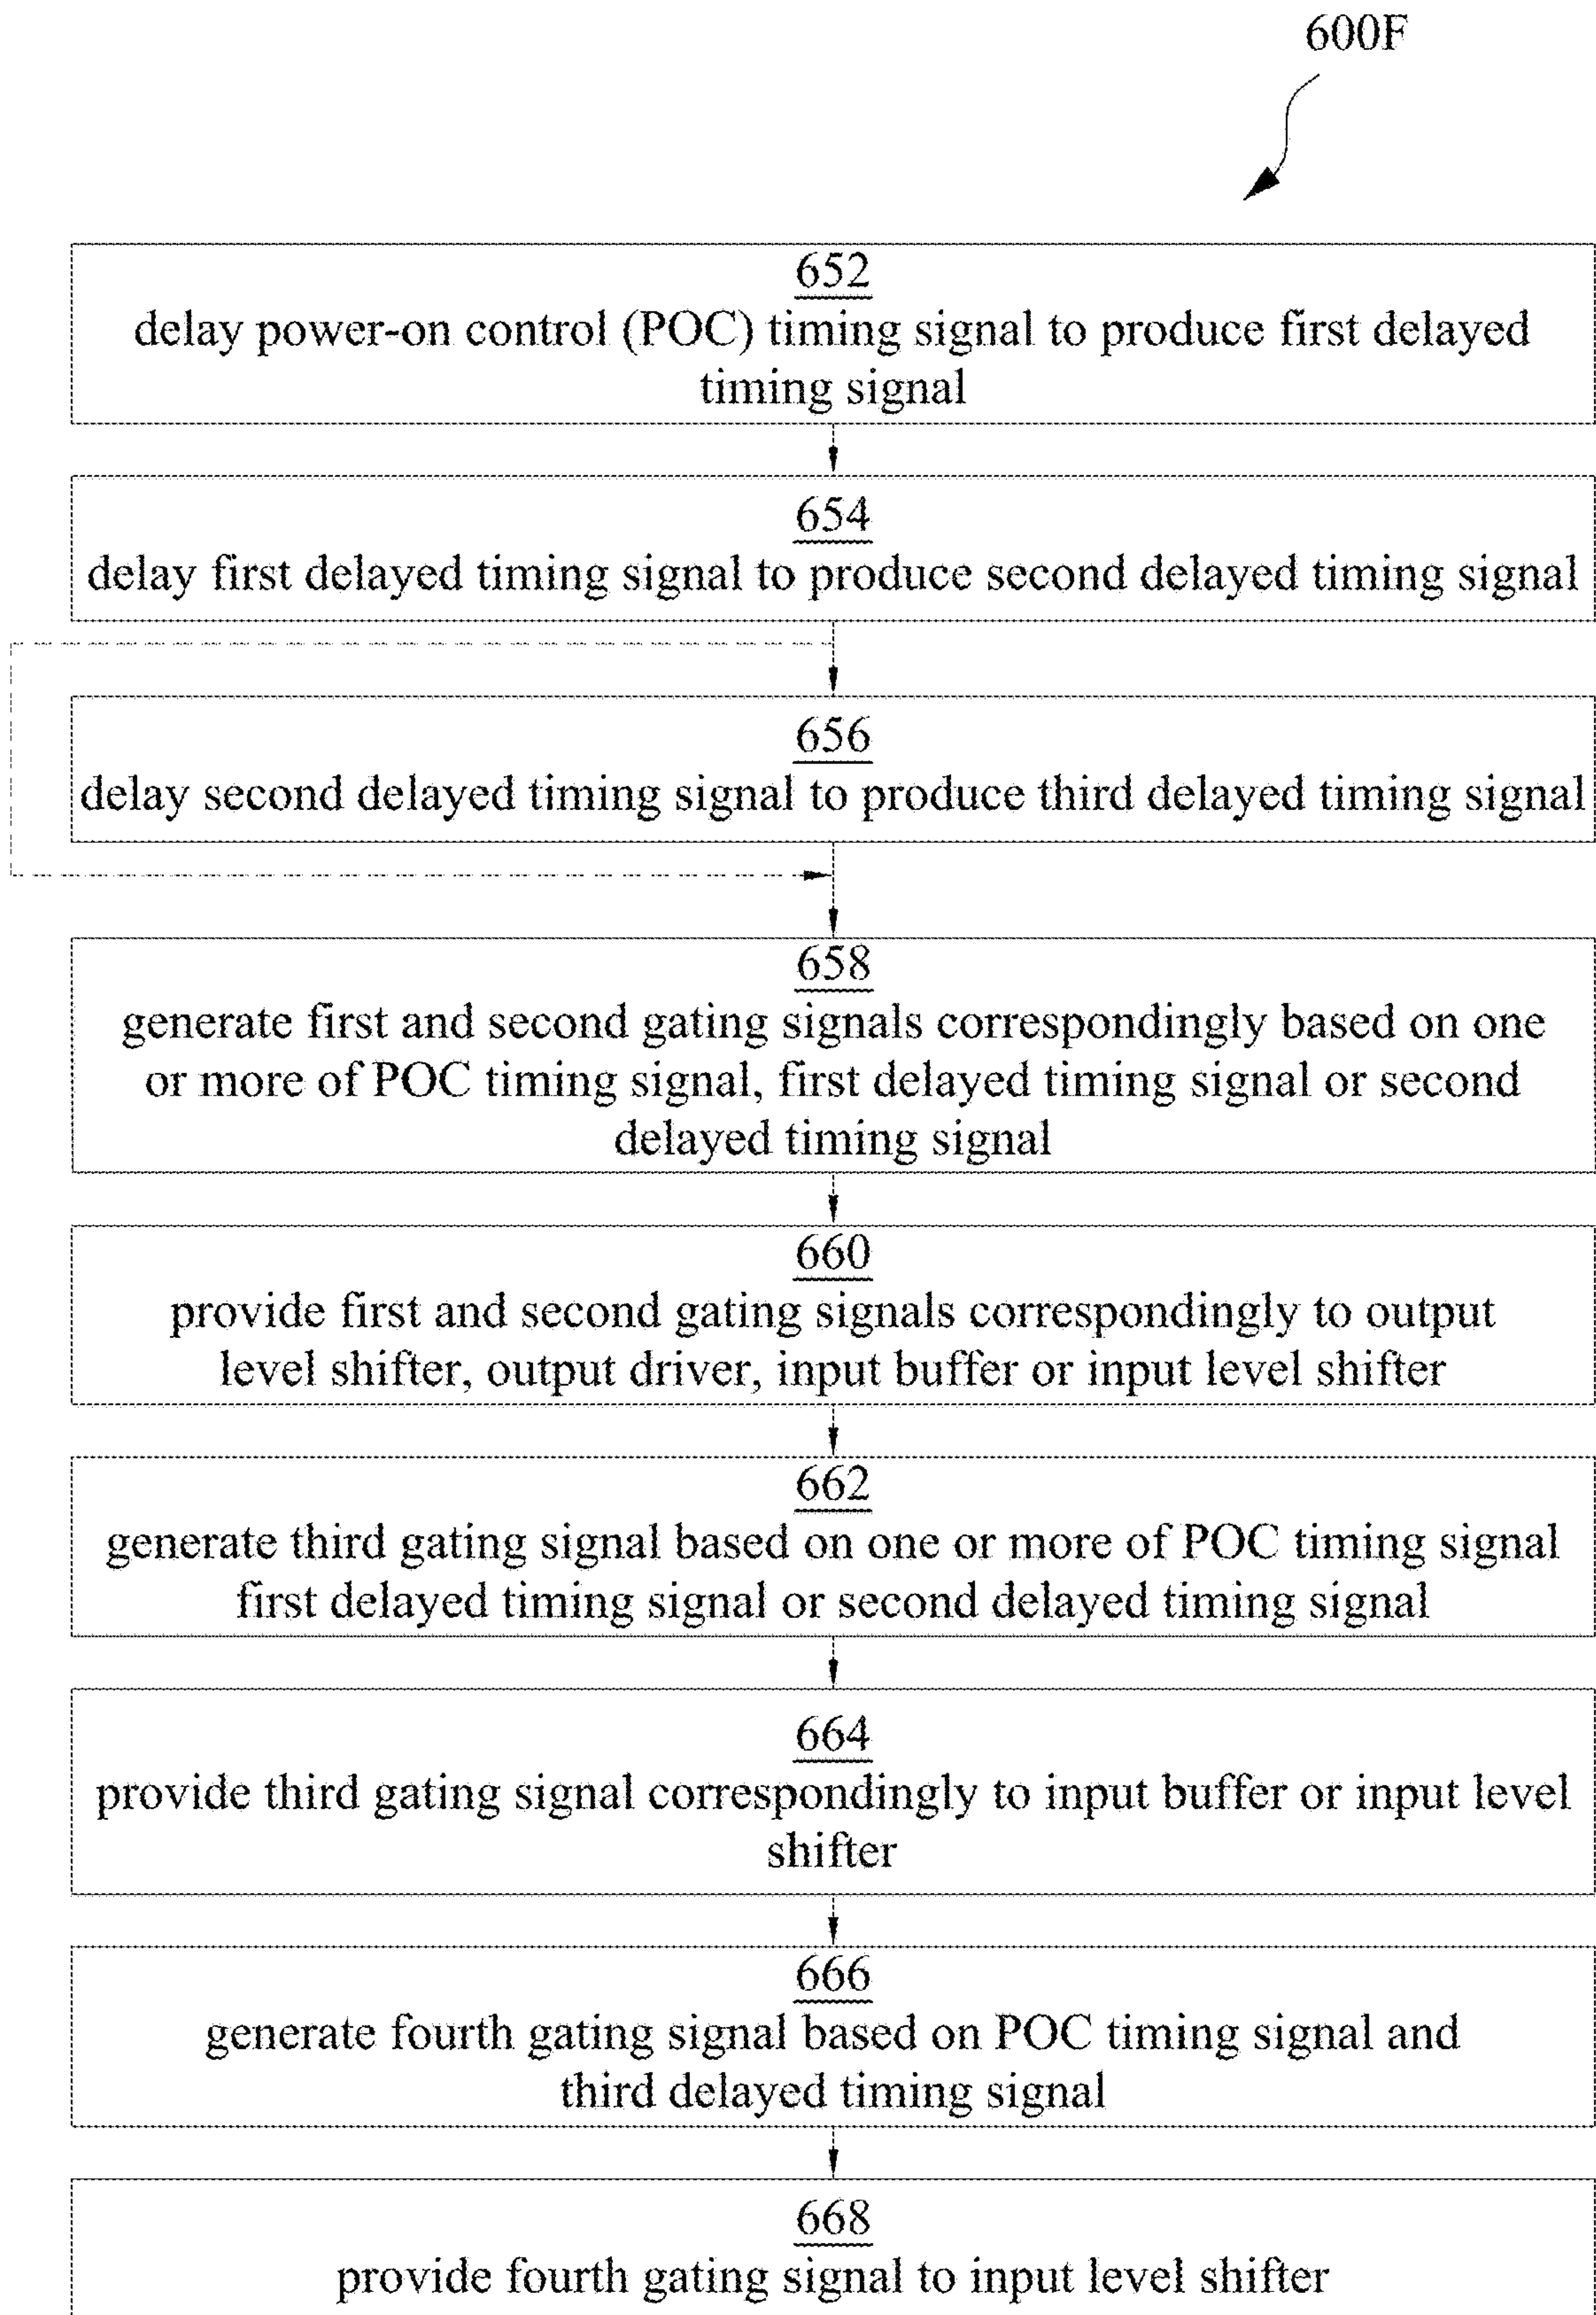 600F
652
delay power-on control (POC) timing signal to produce first delayed
timing signal
654
delay first delayed timing signal to produce second delayed timing signal
656
delay second delayed timing signal to produce third delayed timing signal
658
generate first and second gating signals correspondingly based on one
or more of POC timing signal, first delayed timing signal or second
delayed timing signal
660
provide first and second gating signals correspondingly to output
level shifter, output driver, input buffer or input level shifter
662
generate third gating signal based on one or more of POC timing signal
first delayed timing signal or second delayed timing signal
664
provide third gating signal correspondingly to input buffer or input level
shifter
666
generate fourth gating signal based on POC timing signal and
third delayed timing signal
668
provide fourth gating signal to input level shifter